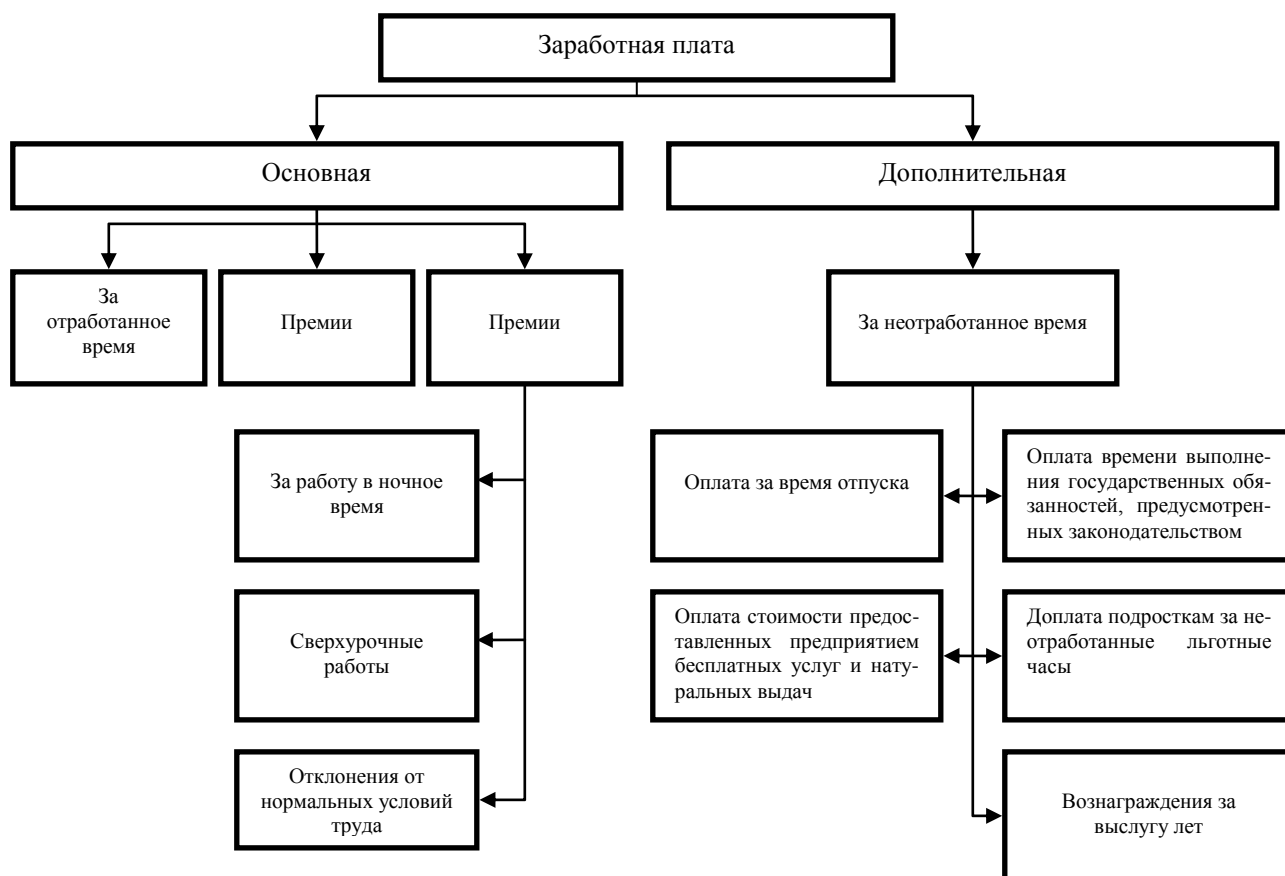 Заработная плата
Основная
Дополнительная
За
отработанное
время
Премии
Премии
За неотработанное время
За работу в ночное
время
Оплата за время отпуска
Оплата времени выполне-
ния государственных обя-
занностей, предусмотрен-
ных законодательством
Сверхурочные
работы
Оплата стоимости предос-
тавленных предприятием
бесплатных услуг и нату-
ральных выдач
Доплата подросткам за не-
отработанные льготные
часы
Отклонения от
нормальных условий
труда
Вознаграждения за
выслугу лет